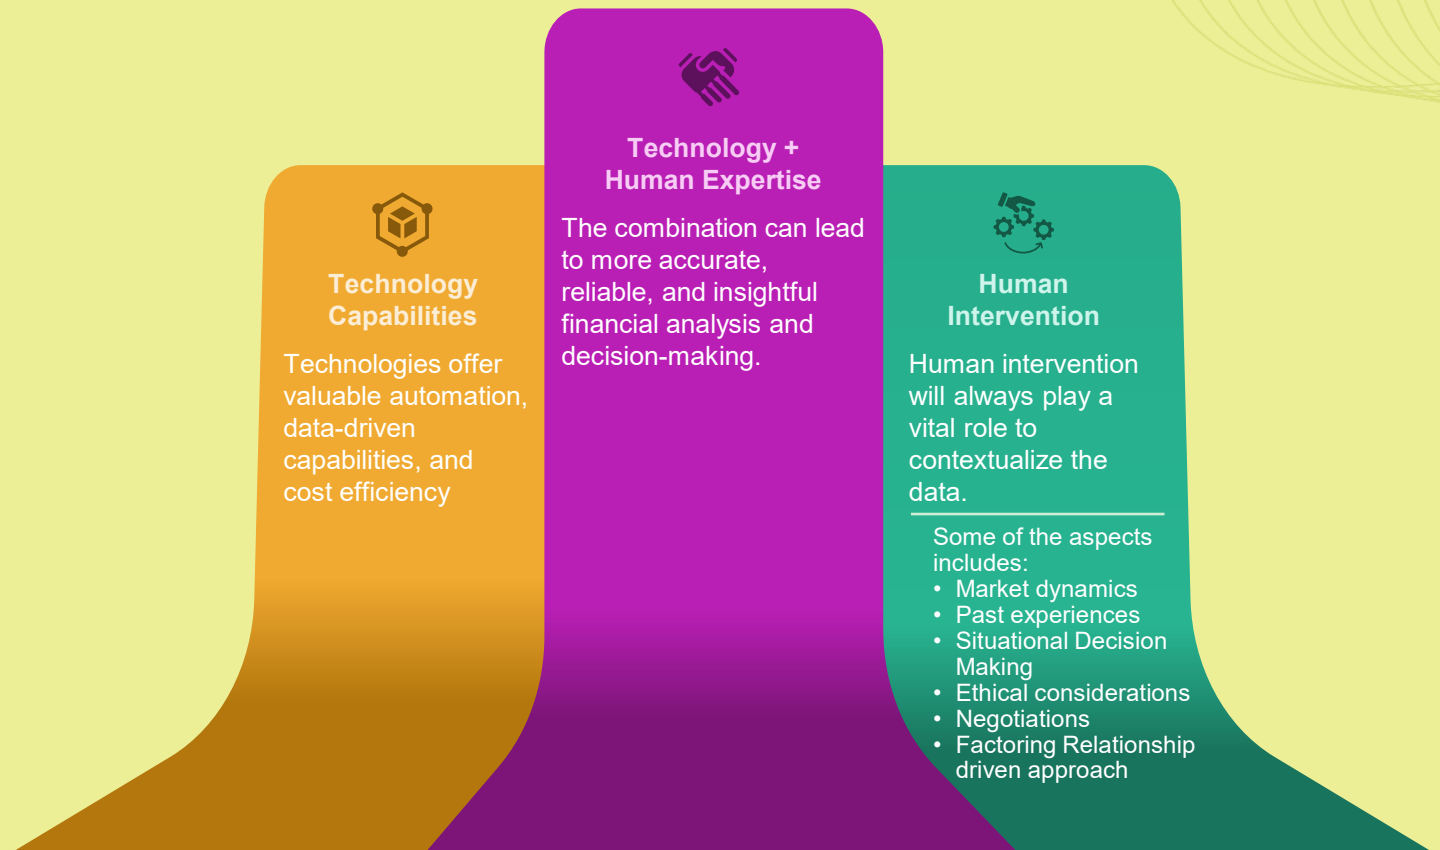 Technology
Capabilities
Technologies offer
valuable automation,
data-driven
capabilities, and
cost efficiency
Technology +
Human Expertise
The combination can lead
to more accurate,
reliable, and insightful
financial analysis and
decision-making.
Human
Intervention
Human intervention
will always play a
vital role to
contextualize the
data.
Some of the aspects
includes:
• Market dynamics
• Past experiences
• Situational Decision
Making
• Ethical considerations
• Negotiations
• Factoring Relationship
driven approach